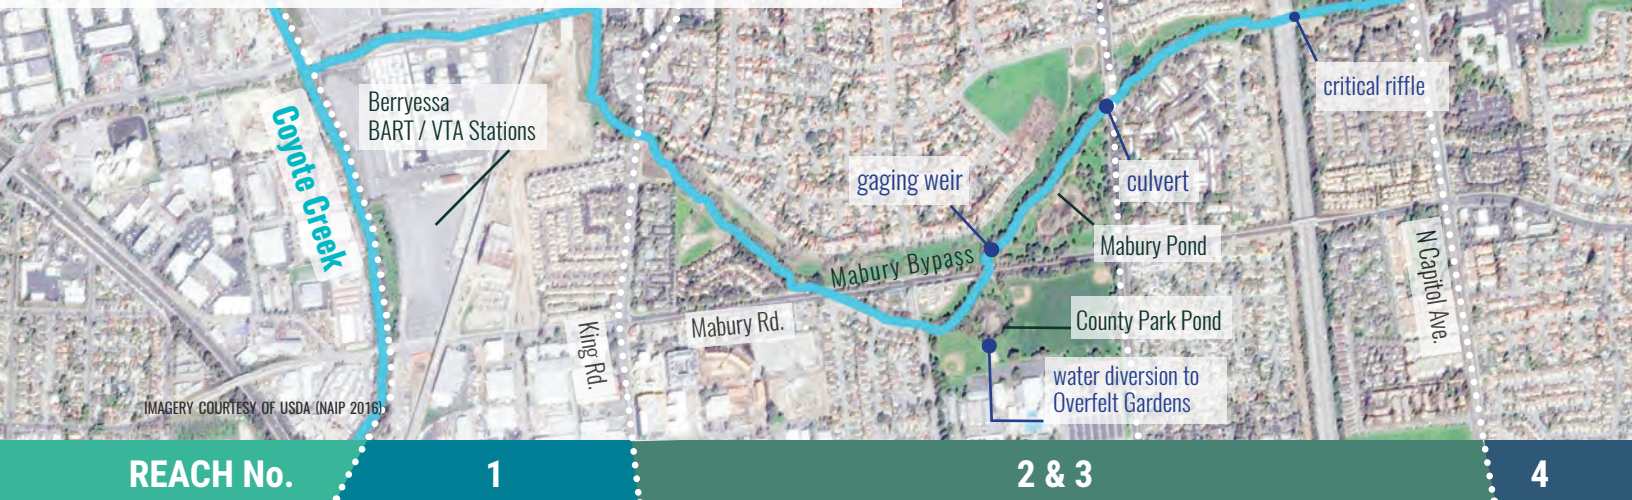 critical riffle
Berryessa
BART / VTA Stations
Coyote Creek
gaging weir
culvert
Mabury Pond
Mabury Bypass
N Capitol Ave.
County Park Pond
Mabury Rd.
King Rd.
water diversion to
Overfelt Gardens
IMAGERY COURTESY OF USDA (NAIP 2016)
REACH No.
1
2 & 3
4